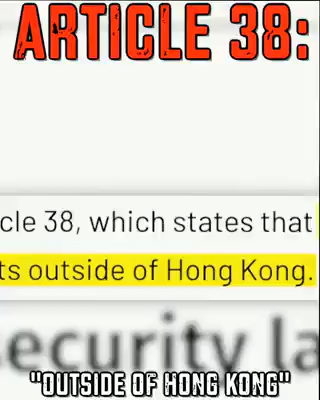 ARTICLE 38:
cle 38, which states that
ts outside of Hong Kong.
ecurity la
"OUTSIDE OF HONG KONG"